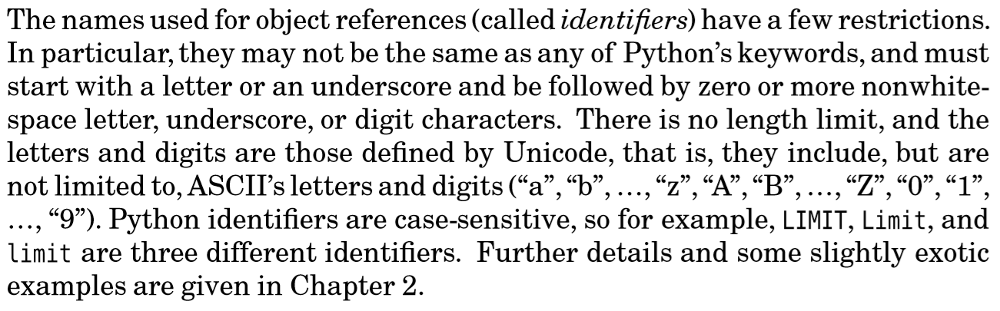 The names used for object references (called identifiers) have a few restrictions.
In particular, they may not be the same as any of Python’s keywords, and must
start with a letter or an underscore and be followed by zero or more nonwhite-
space letter, underscore, or digit characters. There is no length limit, and the
letters and digits are those defined by Unicode, that is, they include, but are
not limited to, ASCII’s letters and digits (“a”, “b”, …, “z”, “A”, “B”, …, “Z”, “0”, “1”,
…, “9”). Python identifiers are case-sensitive, so for example, LIMIT, Limit, and
limit are three different identifiers. Further details and some slightly exotic
examples are given in Chapter 2.